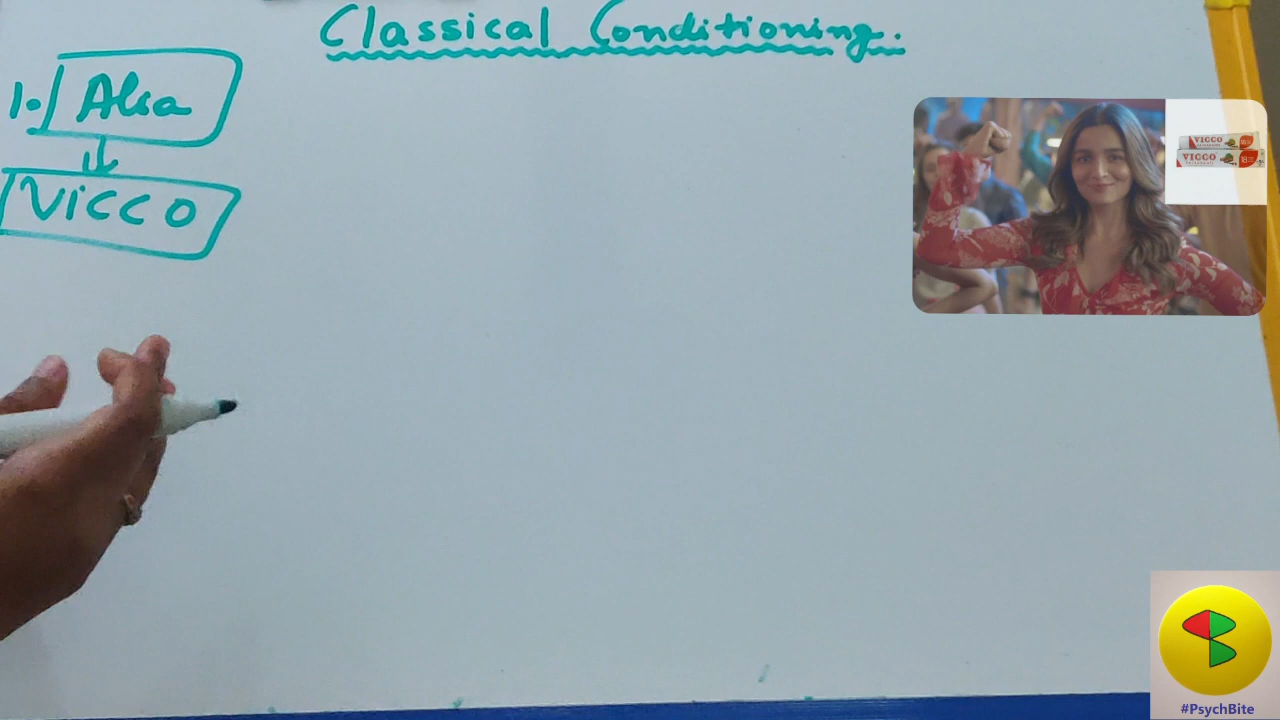 Classical Conditioning.
1. Alia
Vicco
VICCO
VICCO
#PsychBite